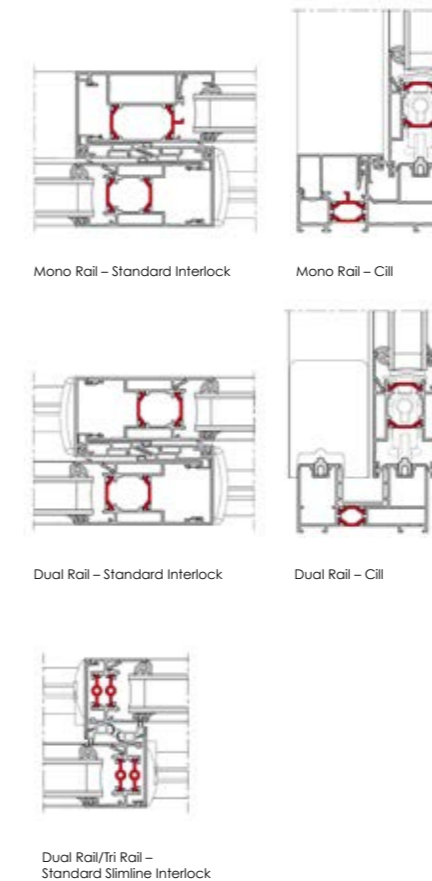 Mono Rail – Standard Interlock
Mono Rail – Cill
Dual Rail – Standard Interlock
Dual Rail – Cill
Dual Rail/Tri Rail –
Standard Slimline Interlock